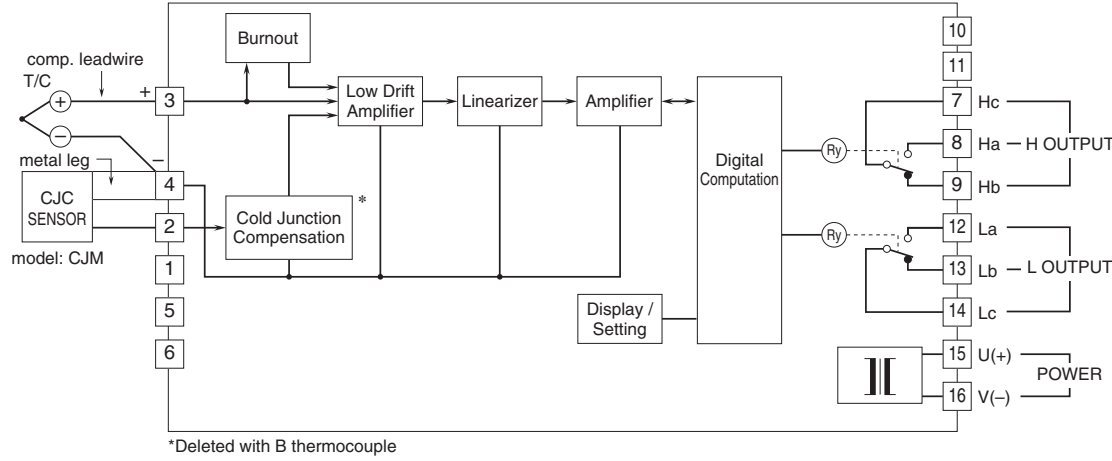 Burnout
comp. leadwire
T/C
+
−
+
3
−
metal leg
4
CJC
SENSOR
model: CJM
2
1
5
6
Low Drift
Amplifier
Linearizer
Amplifier
Cold Junction
Compensation
*
Digital
Computation
Display /
Setting
Ry
Ry
10
11
7 Hc
8 Ha H OUTPUT
9 Hb
12 La
13 Lb L OUTPUT
14 Lc
15 U(+)
POWER
16 V(–)
*Deleted with B thermocouple